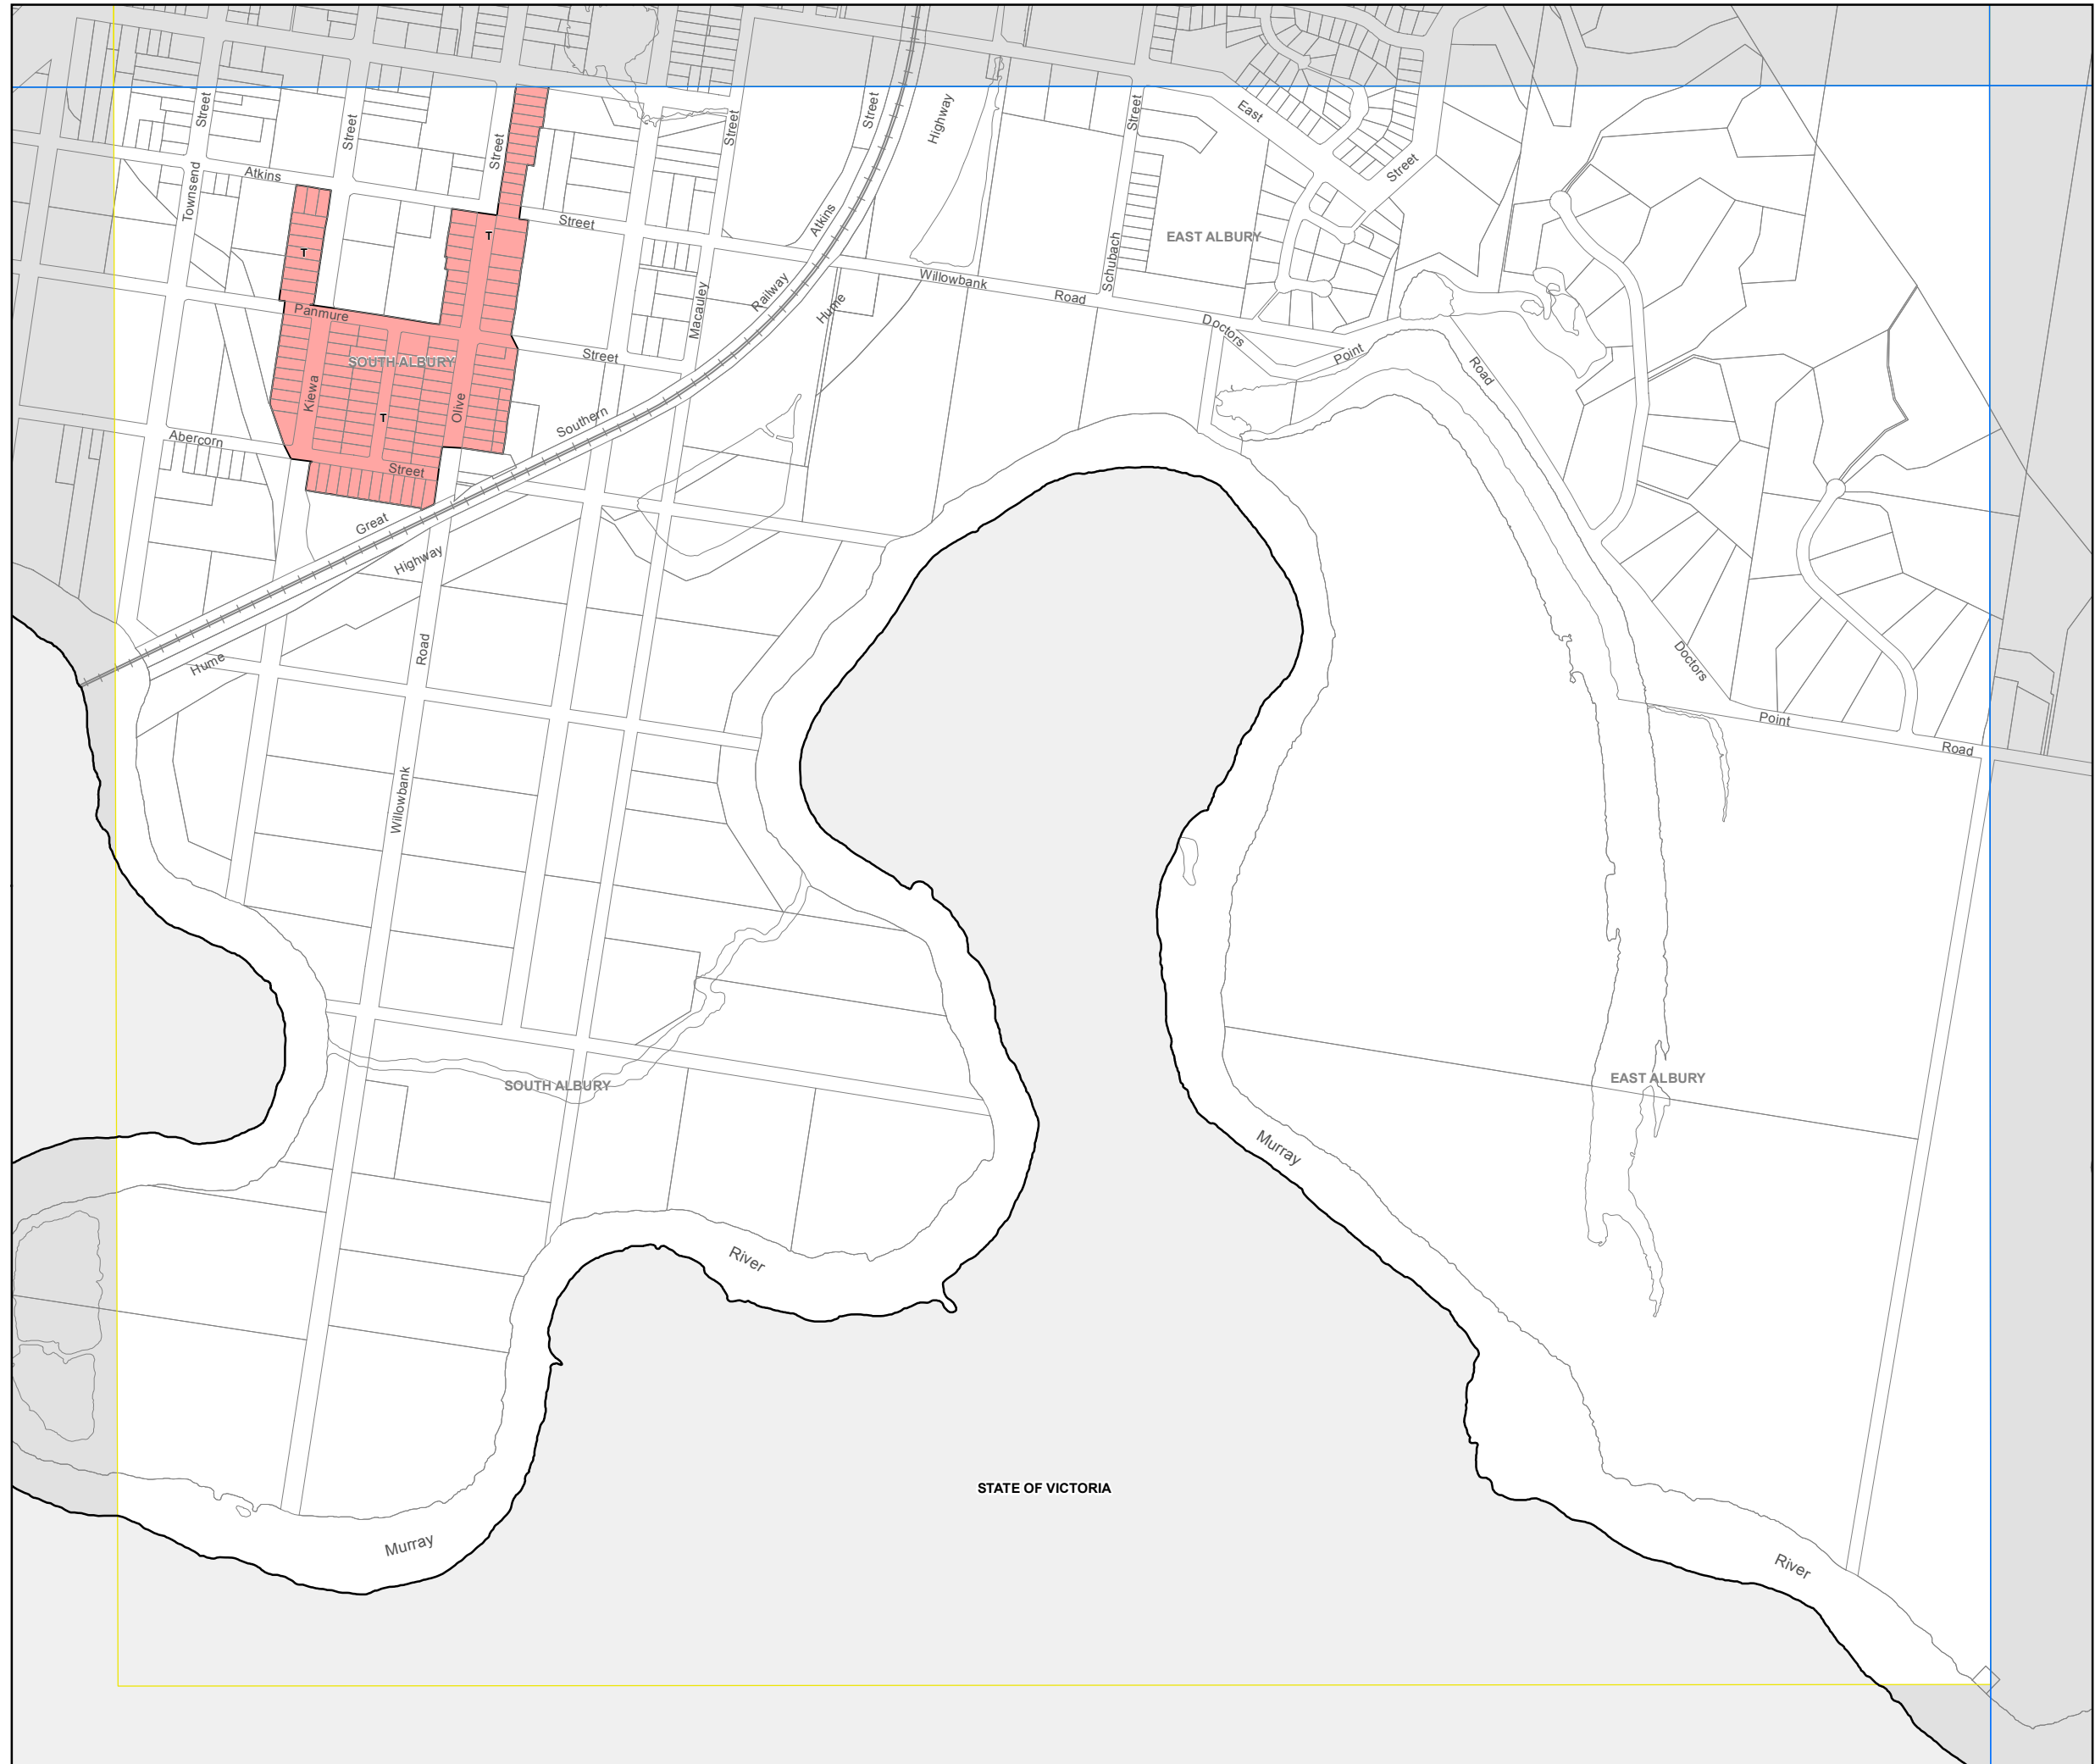 Street
Street
Street
Street
Street
Highway
Street
East
Street
Atkins
Townsend
Street
T
T
Atkins
EAST ALBURY
Schubach
Willowbank
Road
Railway
Hume
Macauley
Panmure
Street
SOUTH ALBURY
Doctors
Point
Road
Kiewa
Olive
T
Southern
Abercorn
Street
Great
Highway
Road
Hume
Doctors
Point
Road
Willowbank
SOUTH ALBURY
EAST ALBURY
Murray
River
STATE OF VICTORIA
Murray
River